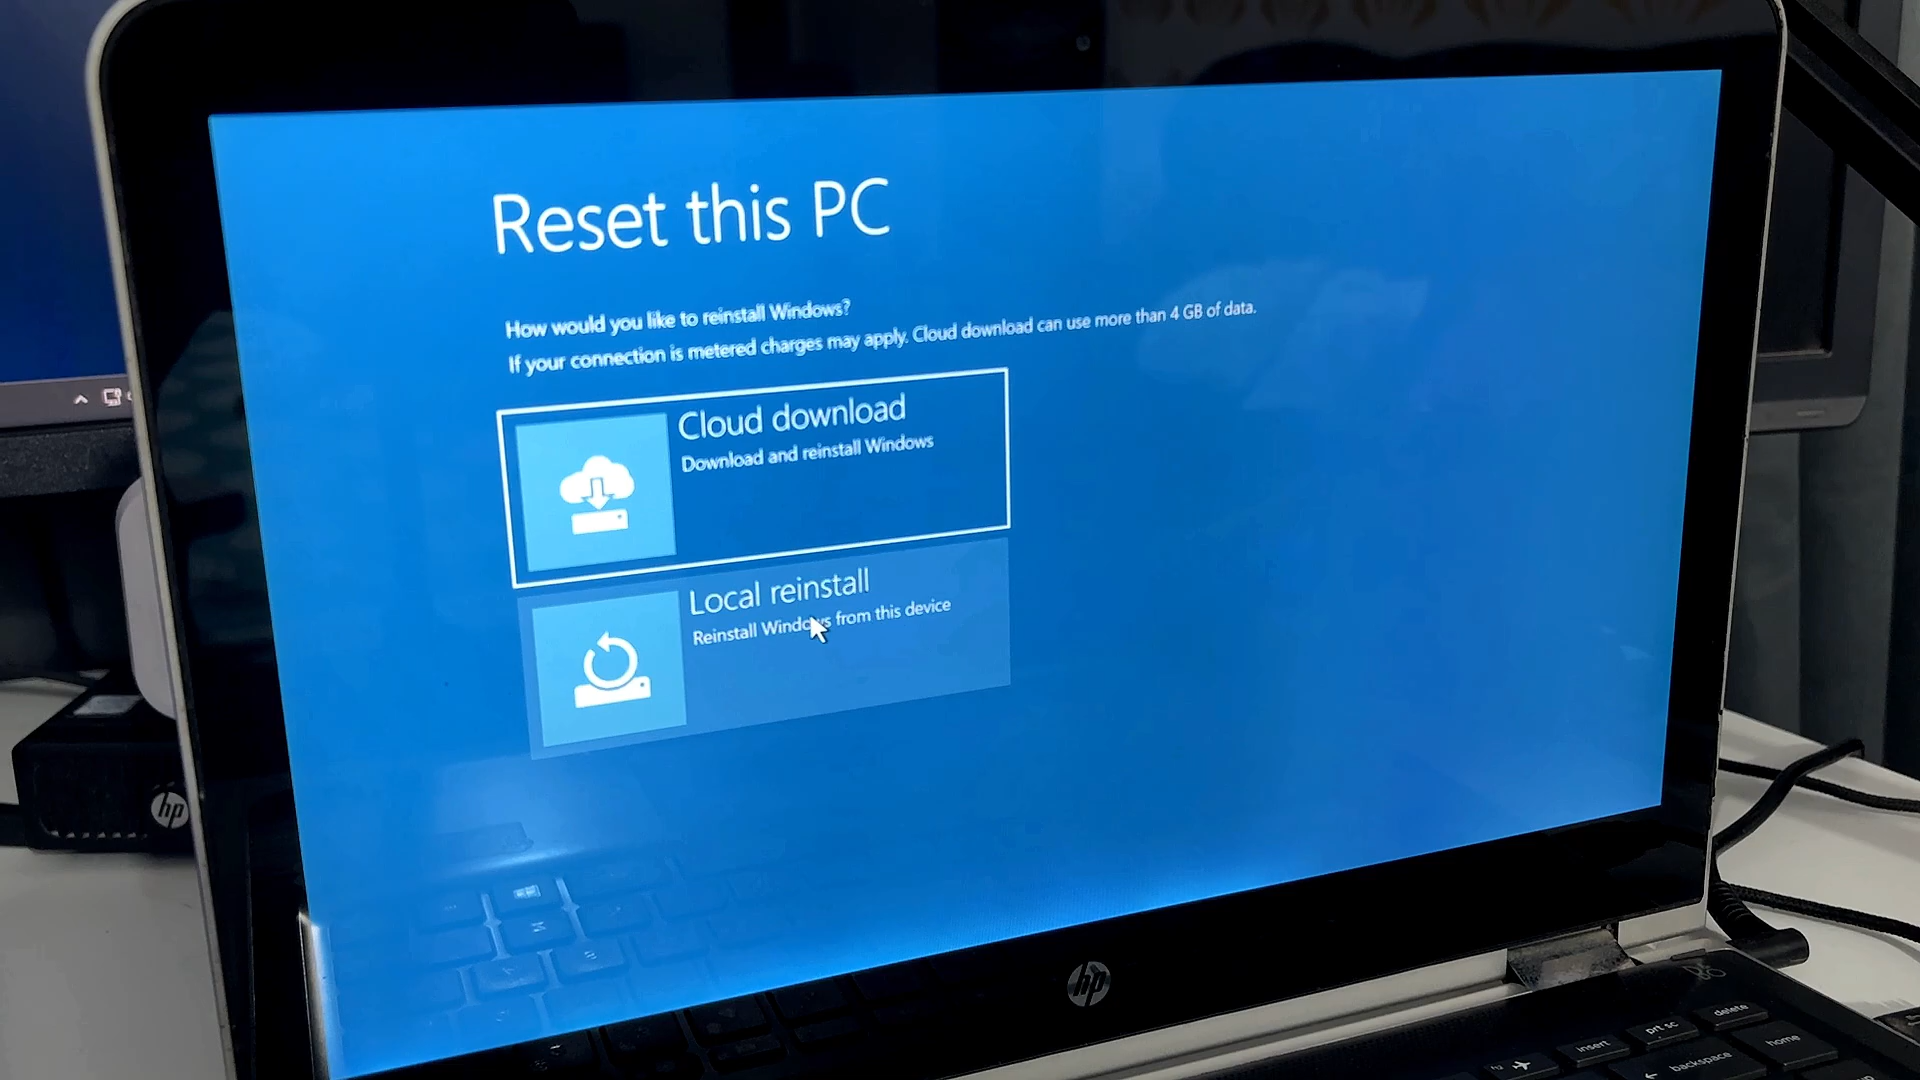 Reset this PC
How would you like to reinstall Windows?
If your connection is metered charges may apply. Cloud download can use more than 4 GB of data.
Cloud download
Download and reinstall Windows
Local reinstall
Reinstall Windows from this device
hp
hp
B&O
delete
prt sc
insert
home
backspace